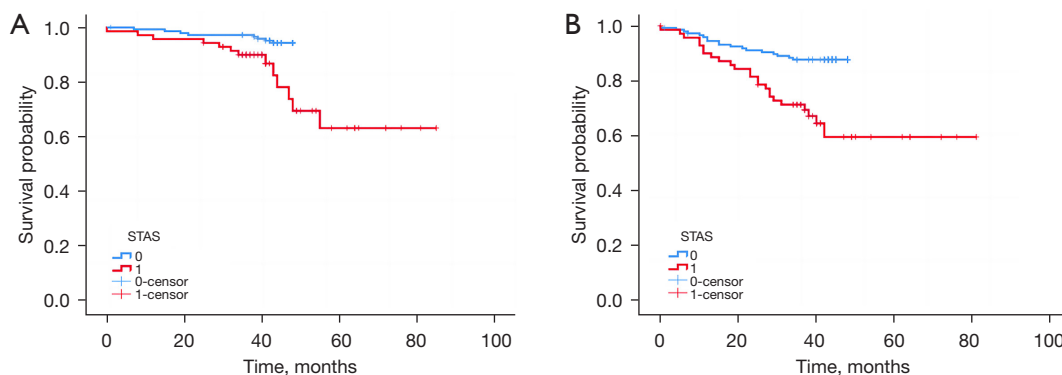 A
Survival probability
1.0
0.8
0.6
0.4
0.2
0.0
STAS
0
1
0-censor
1-censor
0 20 40 60 80 100
Time, months
B
Survival probability
1.0
0.8
0.6
0.4
0.2
0.0
STAS
0
1
0-censor
1-censor
0 20 40 60 80 100
Time, months